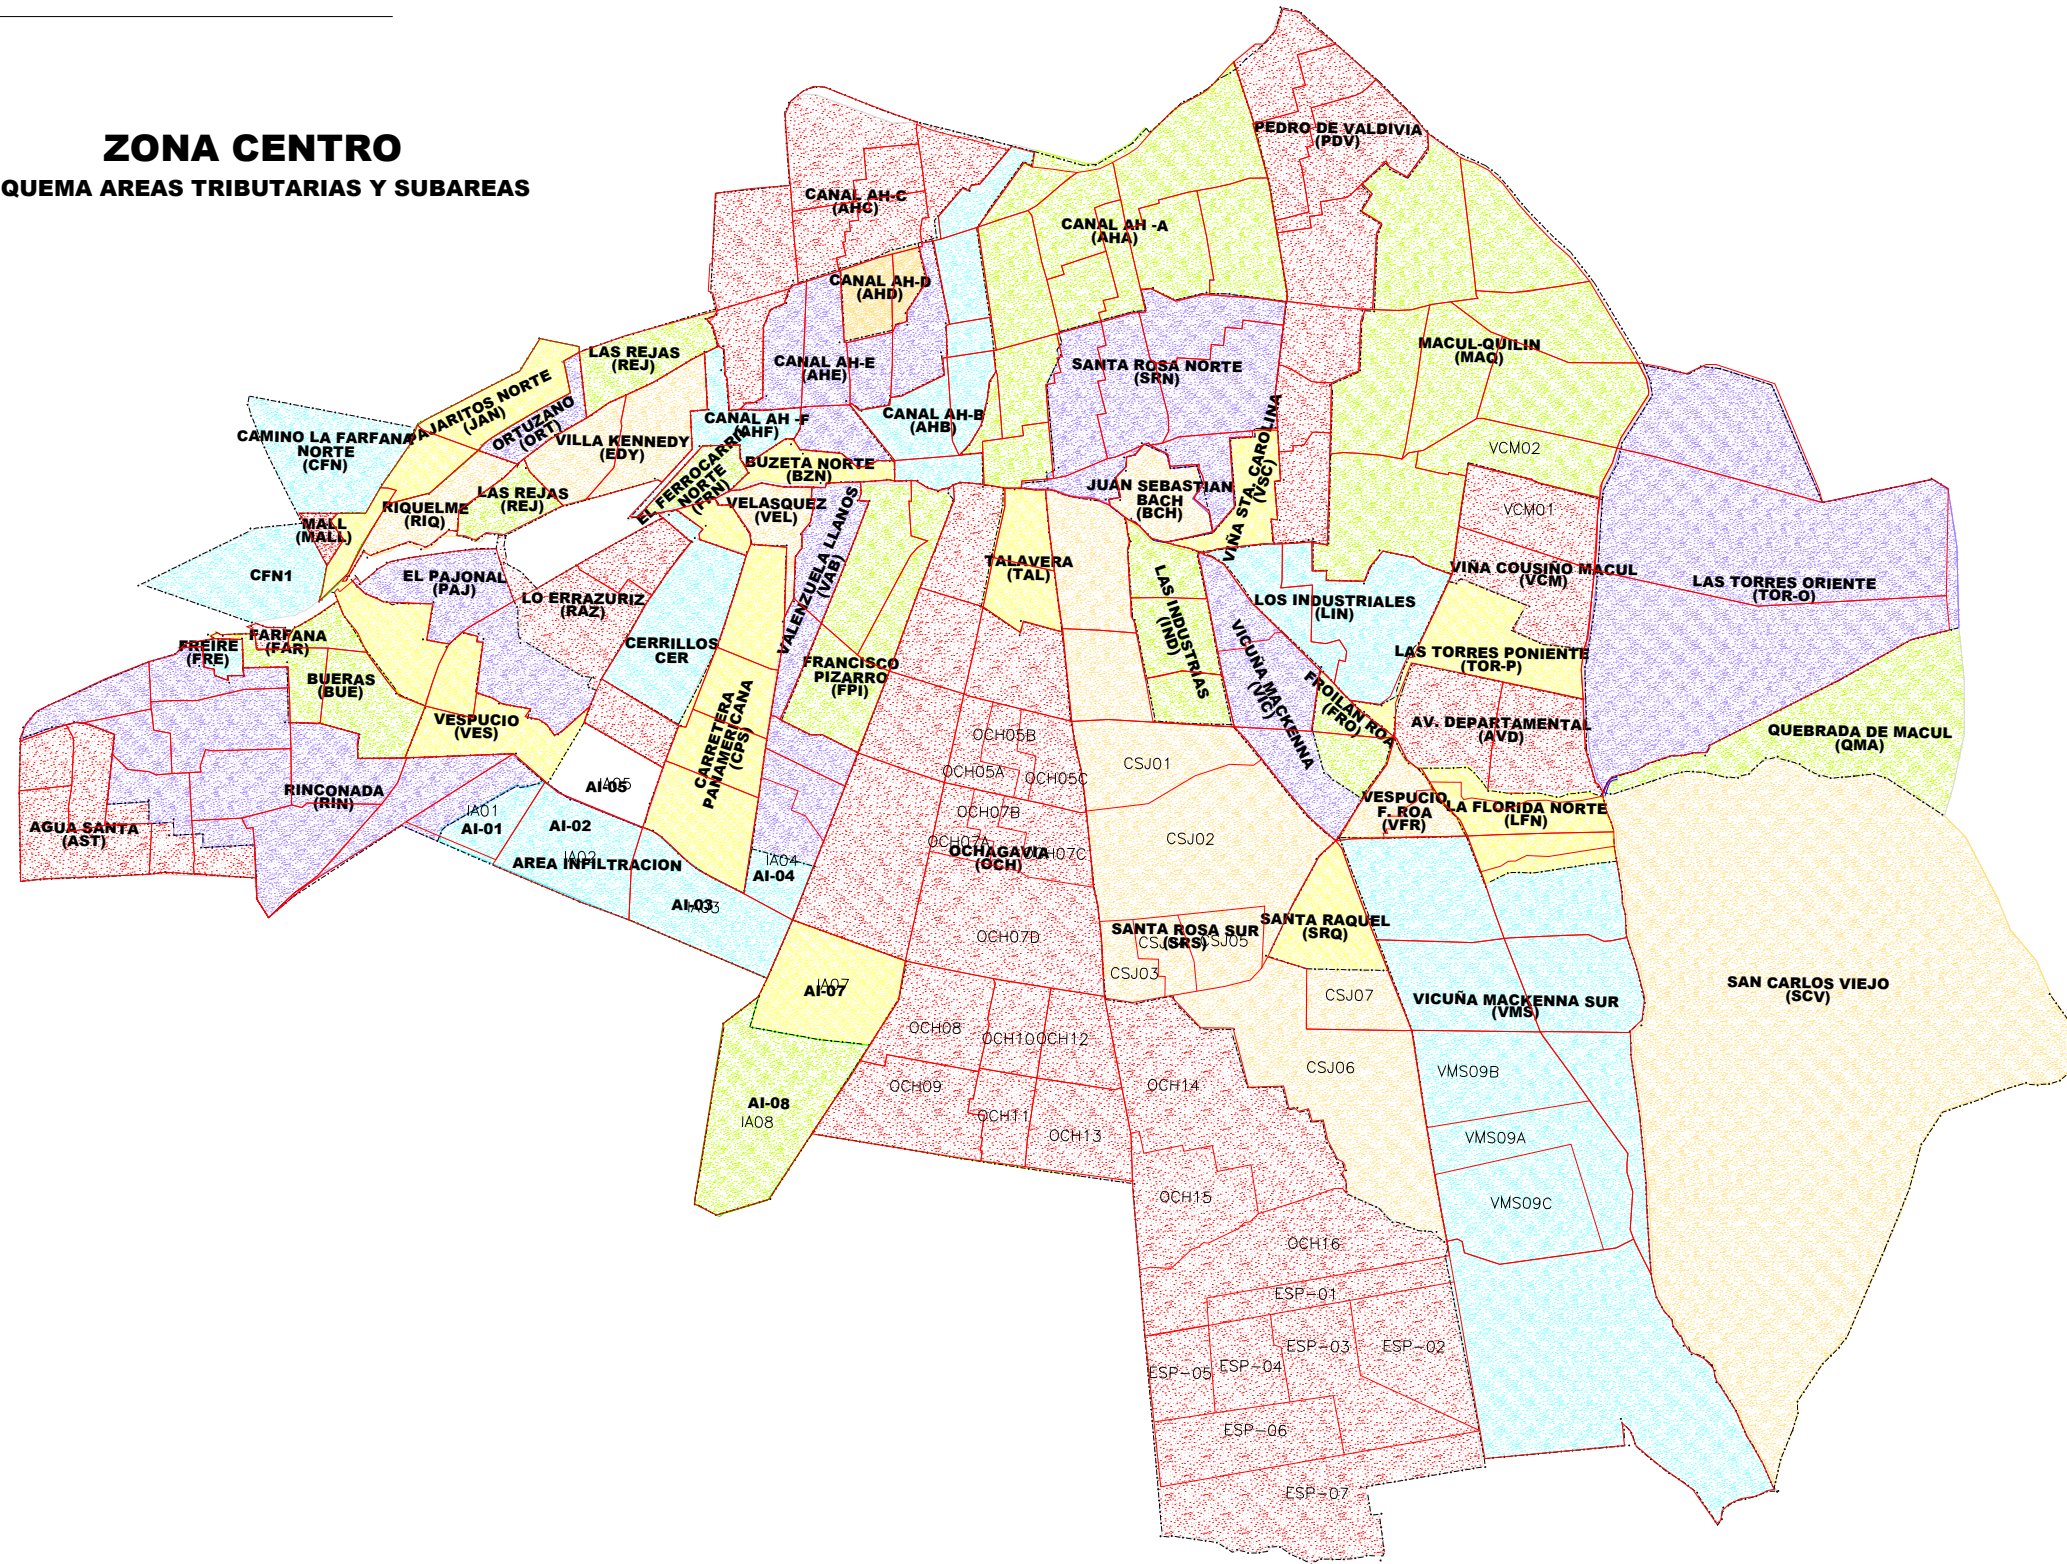 ZONA CENTRO
QUEMA AREAS TRIBUTARIAS Y SUBAREAS
PEDRO DE VALDIVIA
(PDV)
CANAL AH-C
(AHC)
CANAL AH -A
(AHA)
CANAL AH-D
(AHD)
LAS REJAS
(REJ)
CANAL AH-E
(AHE)
SANTA ROSA NORTE
(SRN)
MACUL-QUILIN
(MAQ)
PAJARITOS NORTE
(JAN)
ORTUZANO
(ORT)
CAMINO LA FARFANA
NORTE
(CFN)
VILLA KENNEDY
(EDY)
CANAL AH -F
(AHF)
CANAL AH-B
(AHB)
VIÑA STA. CAROLINA
(VSC)
VCM02
BUZETA NORTE
(BZN)
EL FERROCARRIL
NORTE
(FRN)
LAS REJAS
(REJ)
RIQUELME
(RIQ)
VELASQUEZ
(VEL)
JUAN SEBASTIAN
BACH
(BCH)
VCM01
MALL
(MALL)
CFN1
EL PAJONAL
(PAJ)
LO ERRAZURIZ
(RAZ)
VALENZUELA LLANOS
(VAB)
TALAVERA
(TAL)
LAS INDUSTRIAS
(IND)
LOS INDUSTRIALES
(LIN)
VIÑA COUSIÑO MACUL
(VCM)
LAS TORRES ORIENTE
(TOR-O)
FREIRE
(FRE)
FARFANA
(FAR)
CERRILLOS
CER
BUERAS
(BUE)
FRANCISCO
PIZARRO
(FPI)
VICUÑA MACKENNA
(VIC)
FROILAN ROA
(FRO)
LAS TORRES PONIENTE
(TOR-P)
VESPUCIO
(VES)
CARRETERA
PANAMERICANA
(CPS)
AV. DEPARTAMENTAL
(AVD)
QUEBRADA DE MACUL
(QMA)
OCH05B
OCH05A
OCH05C
CSJ01
RINCONADA
(RIN)
IA05
AI-05
IA01
AI-01
AI-02
IA02
AREA INFILTRACION
AI-03
IA03
IA04
AI-04
AGUA SANTA
(AST)
OCH07B
OCH07A
OCH07C
OCHAGAVIA
(OCH)
CSJ02
VESPUCIO
F. ROA
(VFR)
LA FLORIDA NORTE
(LFN)
OCH07D
SANTA ROSA SUR
(SRS)
CSJ05
CSJ03
SANTA RAQUEL
(SRQ)
IA07
AI-07
CSJ07
VICUÑA MACKENNA SUR
(VMS)
SAN CARLOS VIEJO
(SCV)
OCH08
OCH10
OCH12
OCH09
OCH14
CSJ06
VMS09B
AI-08
IA08
OCH11
OCH13
VMS09A
OCH15
VMS09C
OCH16
ESP-01
ESP-03
ESP-02
ESP-05
ESP-04
ESP-06
ESP-07